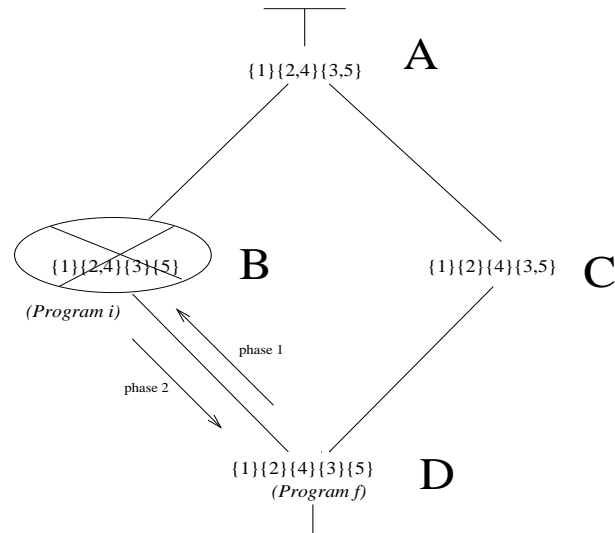 {1}{2,4}{3,5}
A
{1}{2,4}{3}{5}
B
{1}{2}{4}{3,5}
C
(Program i)
phase 1
phase 2
{1}{2}{4}{3}{5}
D
(Program f)